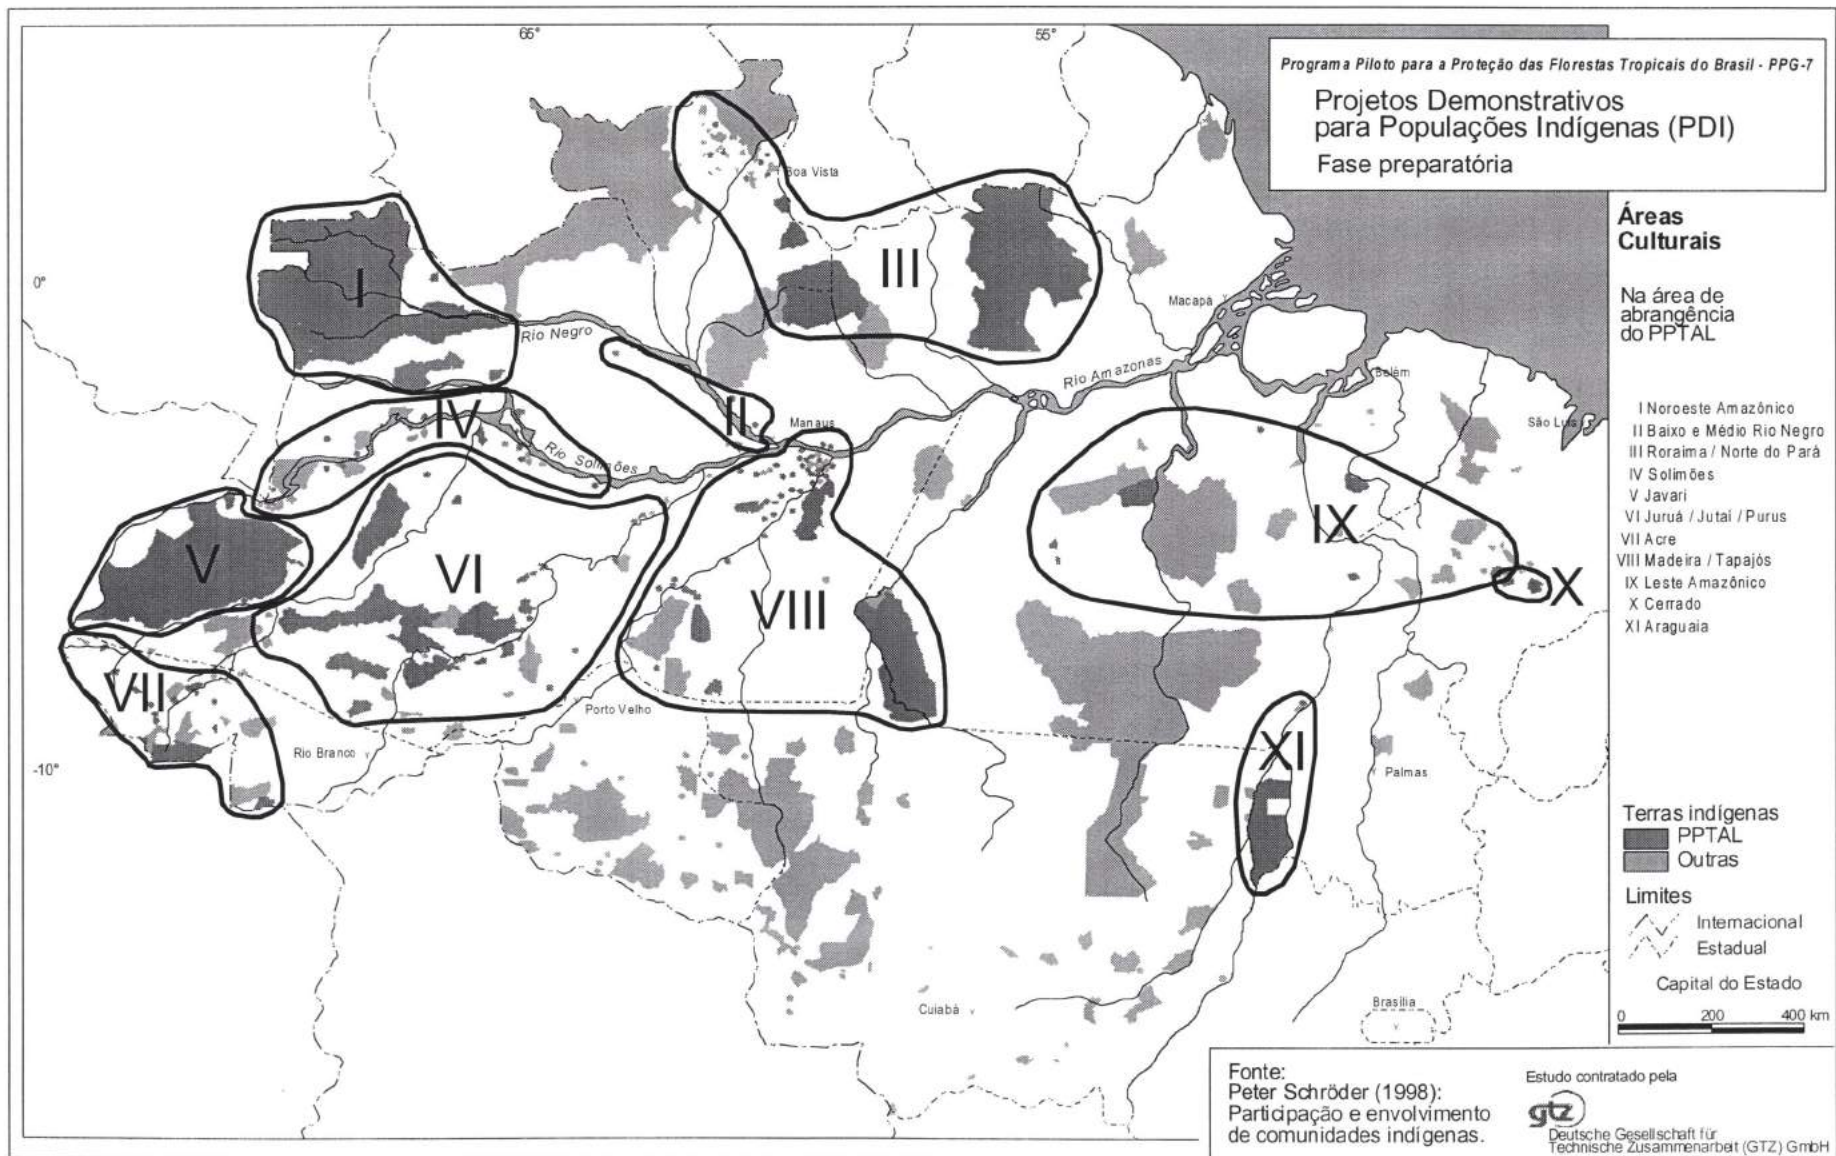 65°
55°
0°
-10°
Programa Piloto para a Proteção das Florestas Tropicais do Brasil - PPG-7
Projetos Demonstrativos
para Populações Indígenas (PDI)
Fase preparatória
Áreas
Culturais
Na área de
abrangência
do PPTAL
I Noroeste Amazônico
II Baixo e Médio Rio Negro
III Roraima / Norte do Pará
IV Solimões
V Javari
VI Juruá / Jutaí / Purus
VII Acre
VIII Madeira / Tapajós
IX Leste Amazônico
X Cerrado
XI Araguaia
Terras indígenas
PPTAL
Outras
Limites
Internacional
Estadual
Capital do Estado
0 200 400 km
Boa Vista
I
III
Macapá
Rio Negro
Rio Amazonas
Belém
IV
II
Manaus
São Luís
Rio Solimões
IX
V
VI
VIII
X
VII
Porto Velho
Rio Branco
XI
Palmas
Cuiabá
Brasília
Fonte:
Peter Schröder (1998):
Participação e envolvimento
de comunidades indígenas.
Estudo contratado pela
gtz
Deutsche Gesellschaft für
Technische Zusammenarbeit (GTZ) GmbH